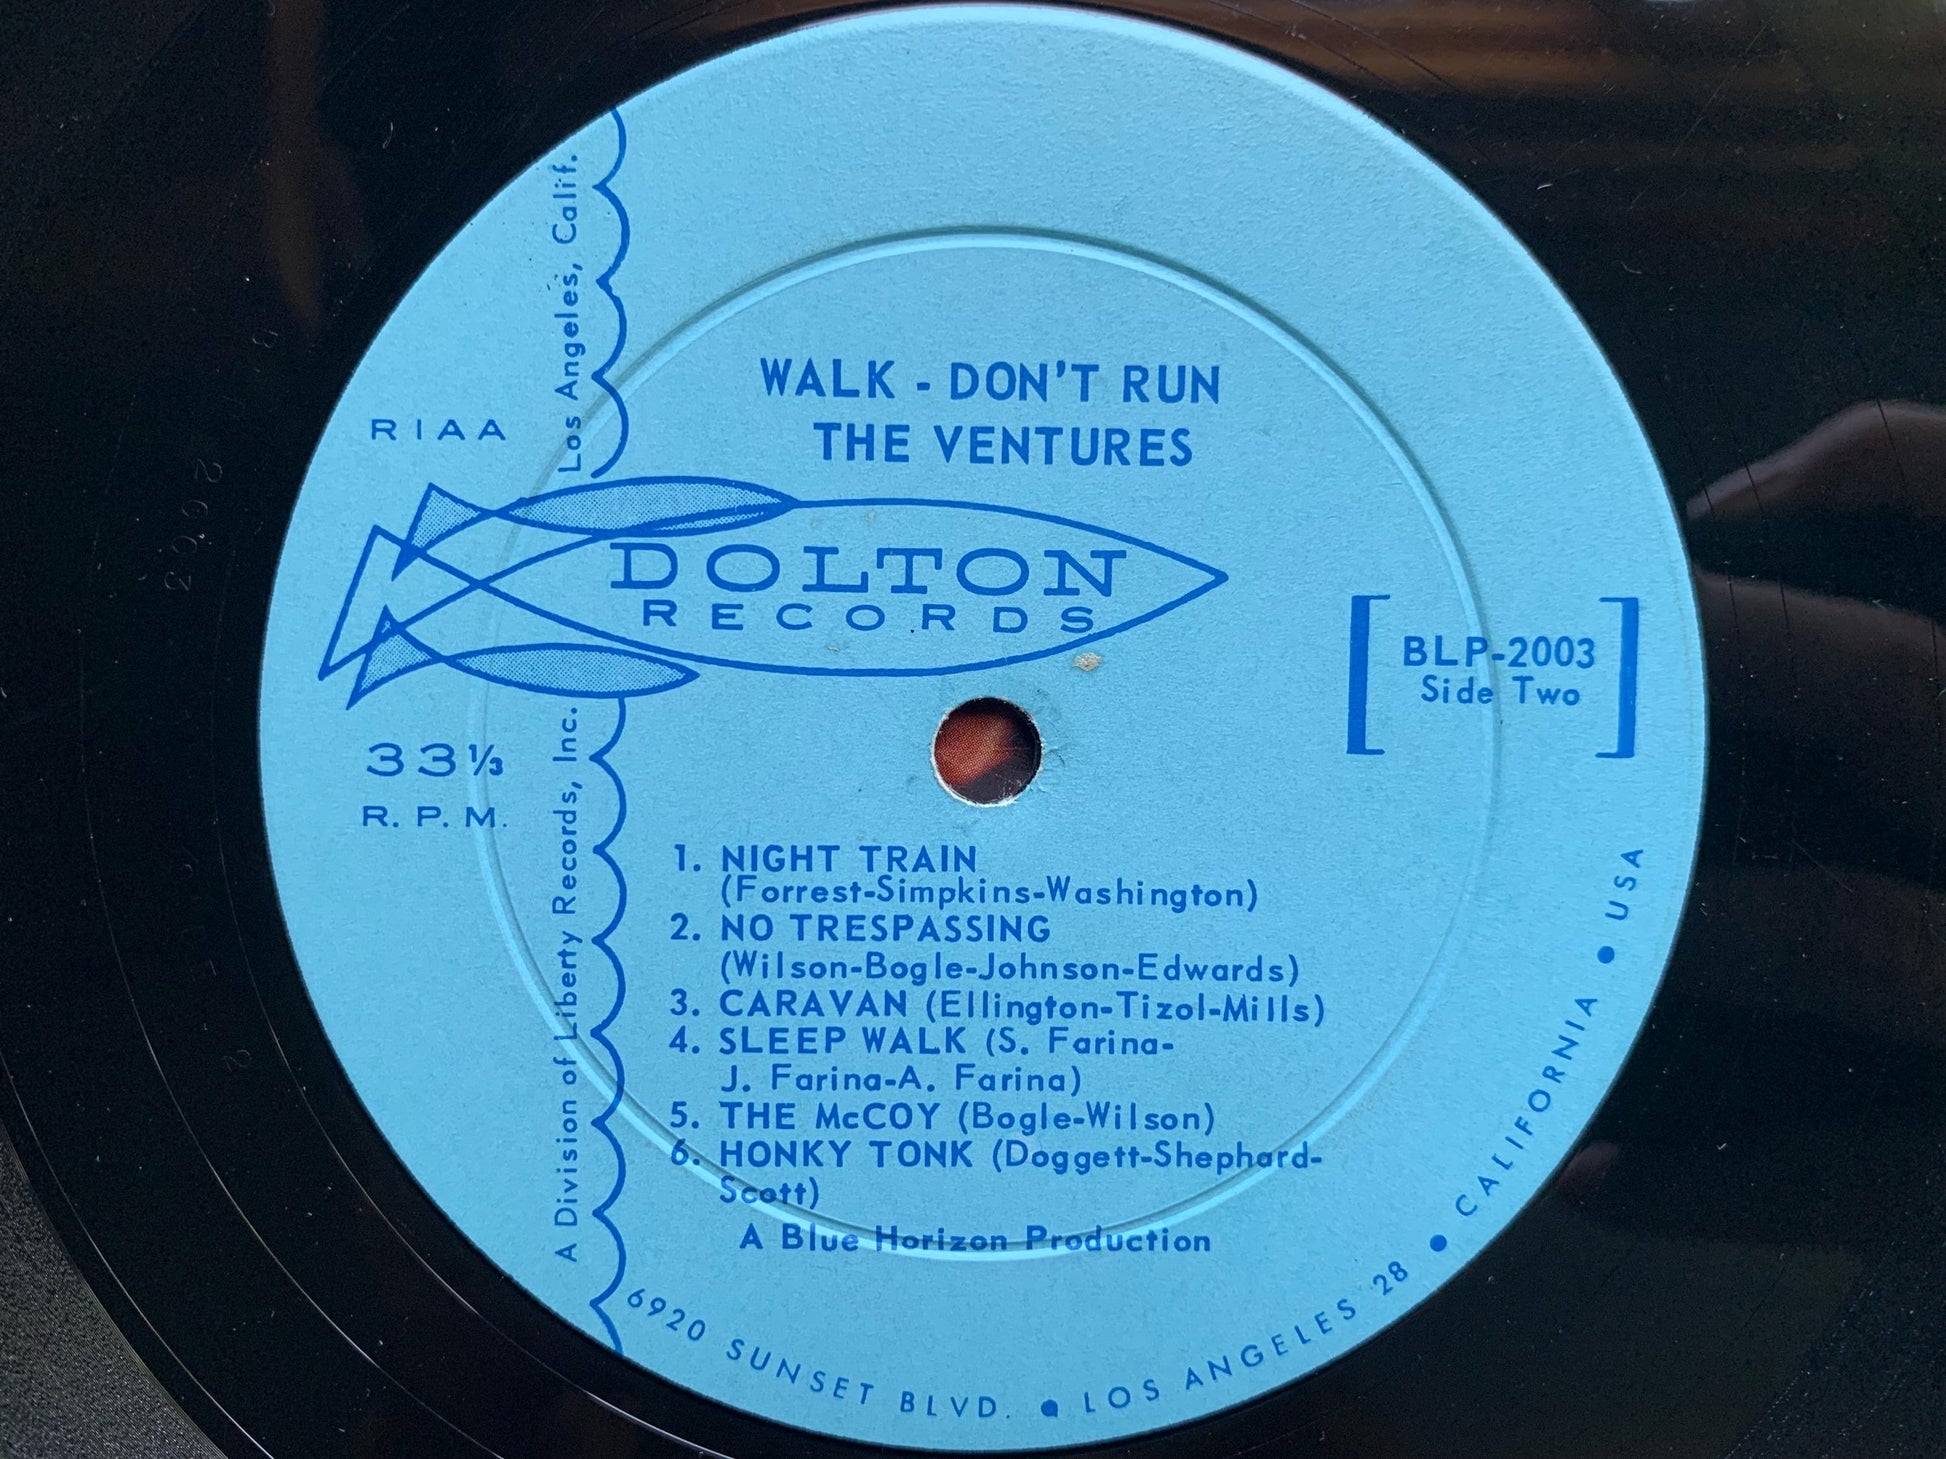 WALK - DON'T RUN
THE VENTURES
RIAA
DOLTON
RECORDS
33⅓
R. P. M.
A Division of Liberty Records, Inc.
Los Angeles, Calif.
BLP-2003
Side Two
1. NIGHT TRAIN
(Forrest-Simpkins-Washington)
2. NO TRESPASSING
(Wilson-Bogle-Johnson-Edwards)
3. CARAVAN (Ellington-Tizol-Mills)
4. SLEEP WALK (S. Farina-
J. Farina-A. Farina)
5. THE McCOY (Bogle-Wilson)
6. HONKY TONK (Doggett-Shephard-
Scott)
A Blue Horizon Production
6920 SUNSET BLVD. • LOS ANGELES 28 • CALIFORNIA • USA